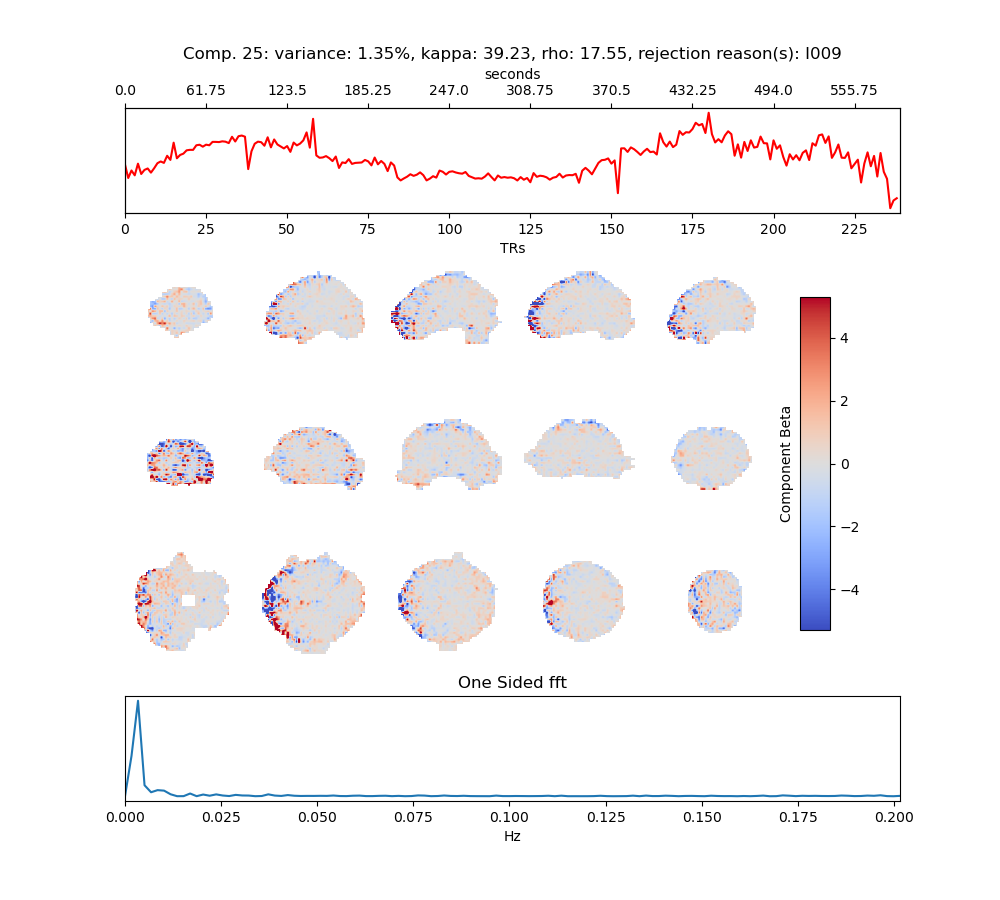 Comp. 25: variance: 1.35%, kappa: 39.23, rho: 17.55, rejection reason(s): I009
seconds
0.0 61.75 123.5 185.25 247.0 308.75 370.5 432.25 494.0 555.75
0 25 50 75 100 125 150 175 200 225
TRs
4
2
0
−2
−4
Component Beta
One Sided fft
0.000 0.025 0.050 0.075 0.100 0.125 0.150 0.175 0.200
Hz